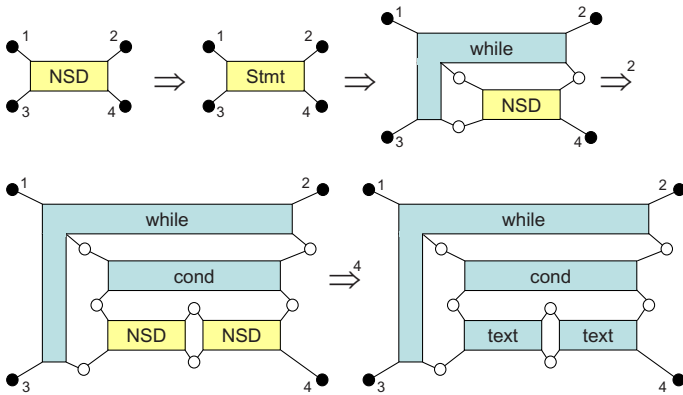 1 2
NSD
3 4
⇒
1 2
Stmt
3 4
⇒
1 2
while
NSD
3 4
⇒2
1 2
while
cond
NSD NSD
3 4
⇒4
1 2
while
cond
text text
3 4